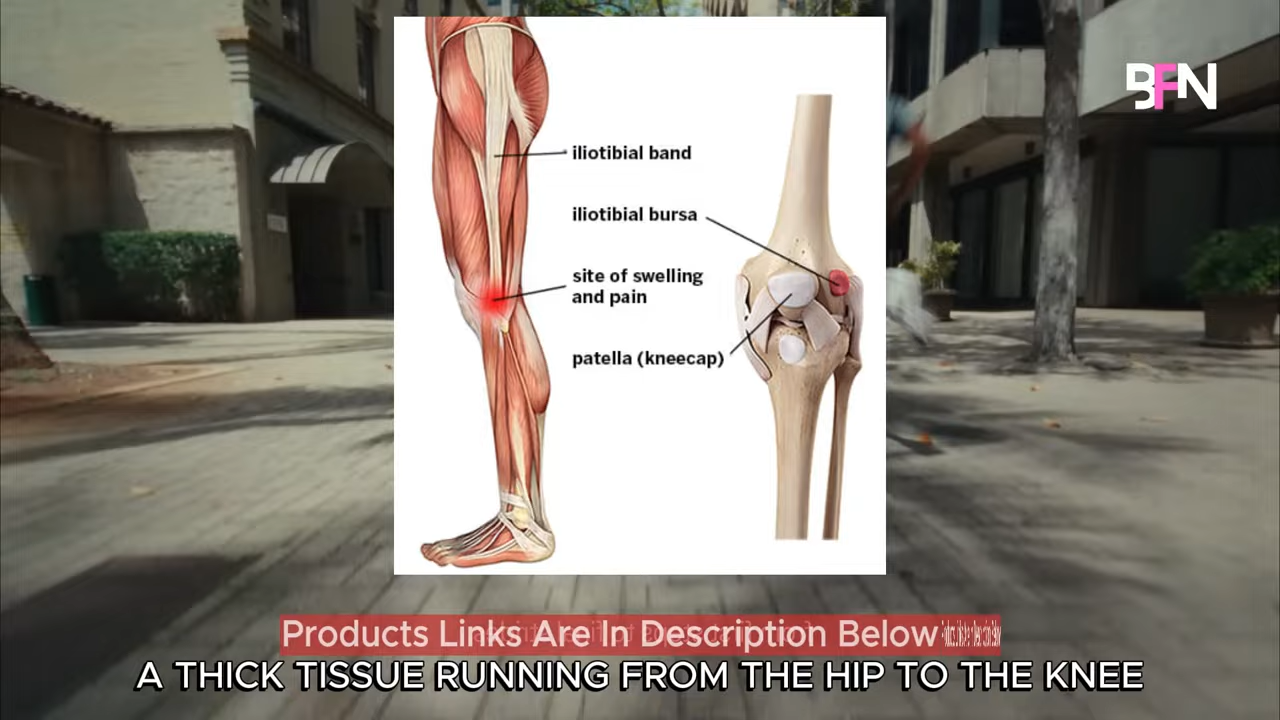 BFN
iliotibial band
iliotibial bursa
site of swelling
and pain
patella (kneecap)
Products Links Are In Description Below
A THICK TISSUE RUNNING FROM THE HIP TO THE KNEE